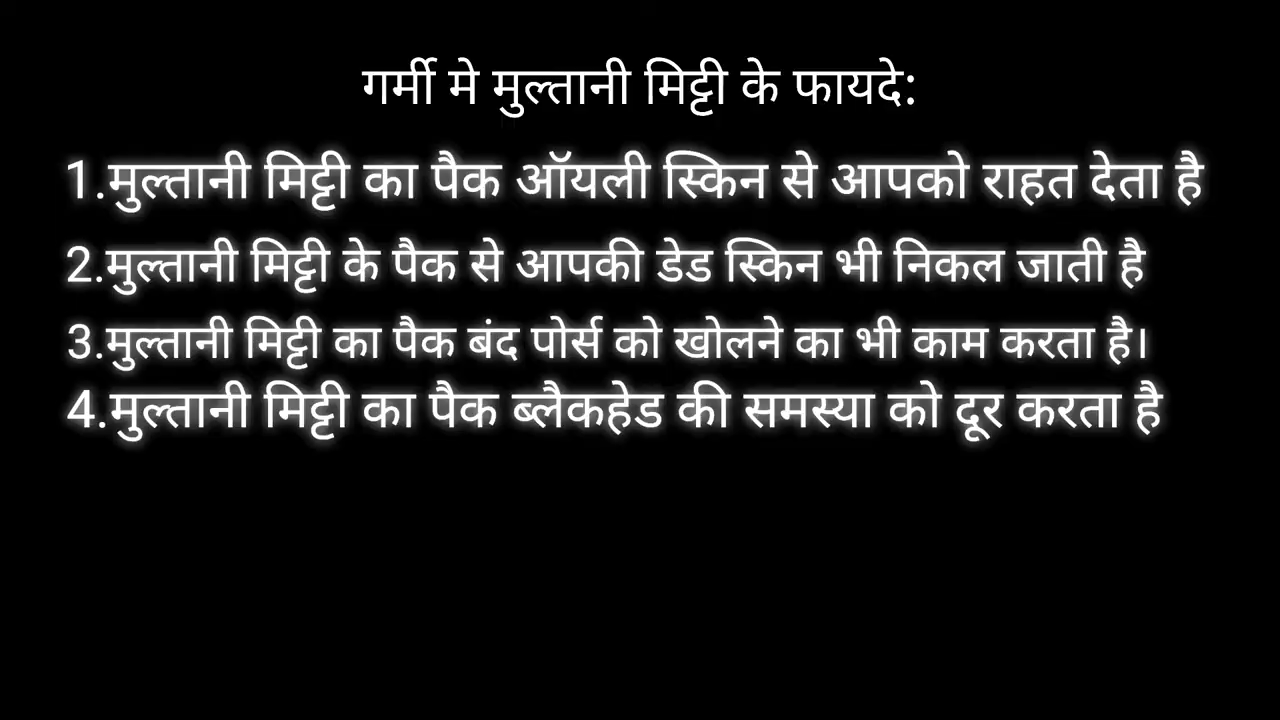 गर्मी मे मुल्तानी मिट्टी के फायदे:
1.मुल्तानी मिट्टी का पैक ऑयली स्किन से आपको राहत देता है
2.मुल्तानी मिट्टी के पैक से आपकी डेड स्किन भी निकल जाती है
3.मुल्तानी मिट्टी का पैक बंद पोर्स को खोलने का भी काम करता है।
4.मुल्तानी मिट्टी का पैक ब्लैकहेड की समस्या को दूर करता है